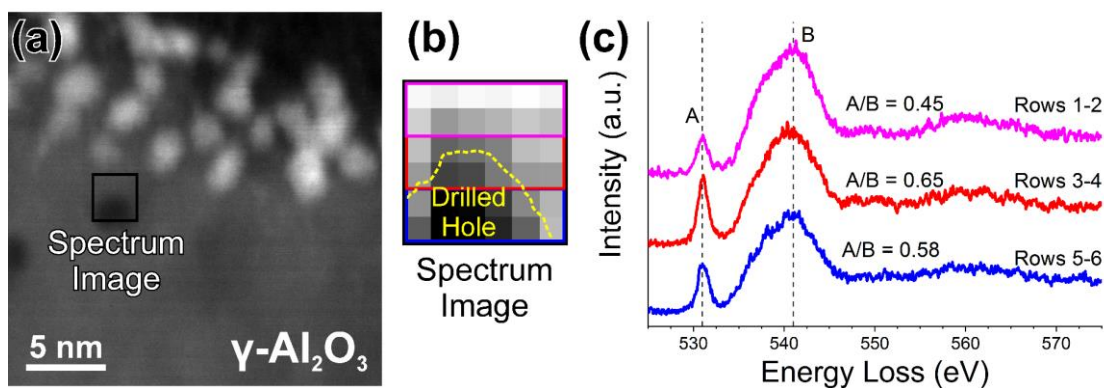 (a)
Spectrum
Image
5 nm
γ-Al₂O₃
(b)
Drilled
Hole
Spectrum
Image
(c)
Intensity (a.u.)
A
B
A/B = 0.45
Rows 1-2
A/B = 0.65
Rows 3-4
A/B = 0.58
Rows 5-6
530
540
550
560
570
Energy Loss (eV)